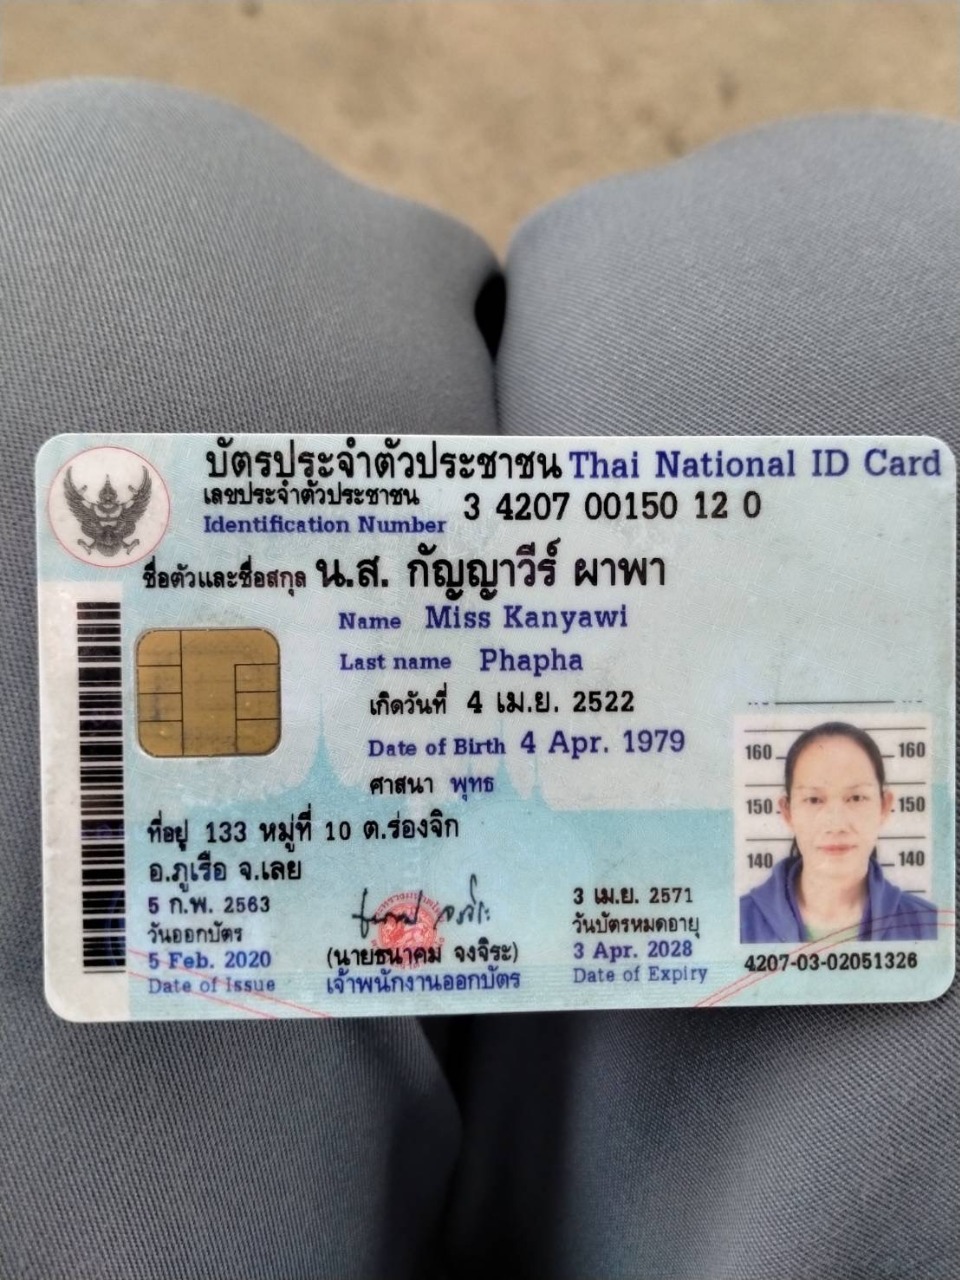 บัตรประจำตัวประชาชน Thai National ID Card
เลขประจำตัวประชาชน
Identification Number
3 4207 00150 12 0
ชื่อตัวและชื่อสกุล น.ส. กัญญาวีร์ ผาพา
Name Miss Kanyawi
Last name Phapha
เกิดวันที่ 4 เม.ย. 2522
Date of Birth 4 Apr. 1979
ศาสนา พุทธ
ที่อยู่ 133 หมู่ที่ 10 ต.ร่องจิก
อ.ภูเรือ จ.เลย
5 ก.พ. 2563
วันออกบัตร
5 Feb. 2020
Date of Issue
(นายธนาคม จงจิระ)
เจ้าพนักงานออกบัตร
3 เม.ย. 2571
วันบัตรหมดอายุ
3 Apr. 2028
Date of Expiry
160 160
150 150
140 140
4207-03-02051326